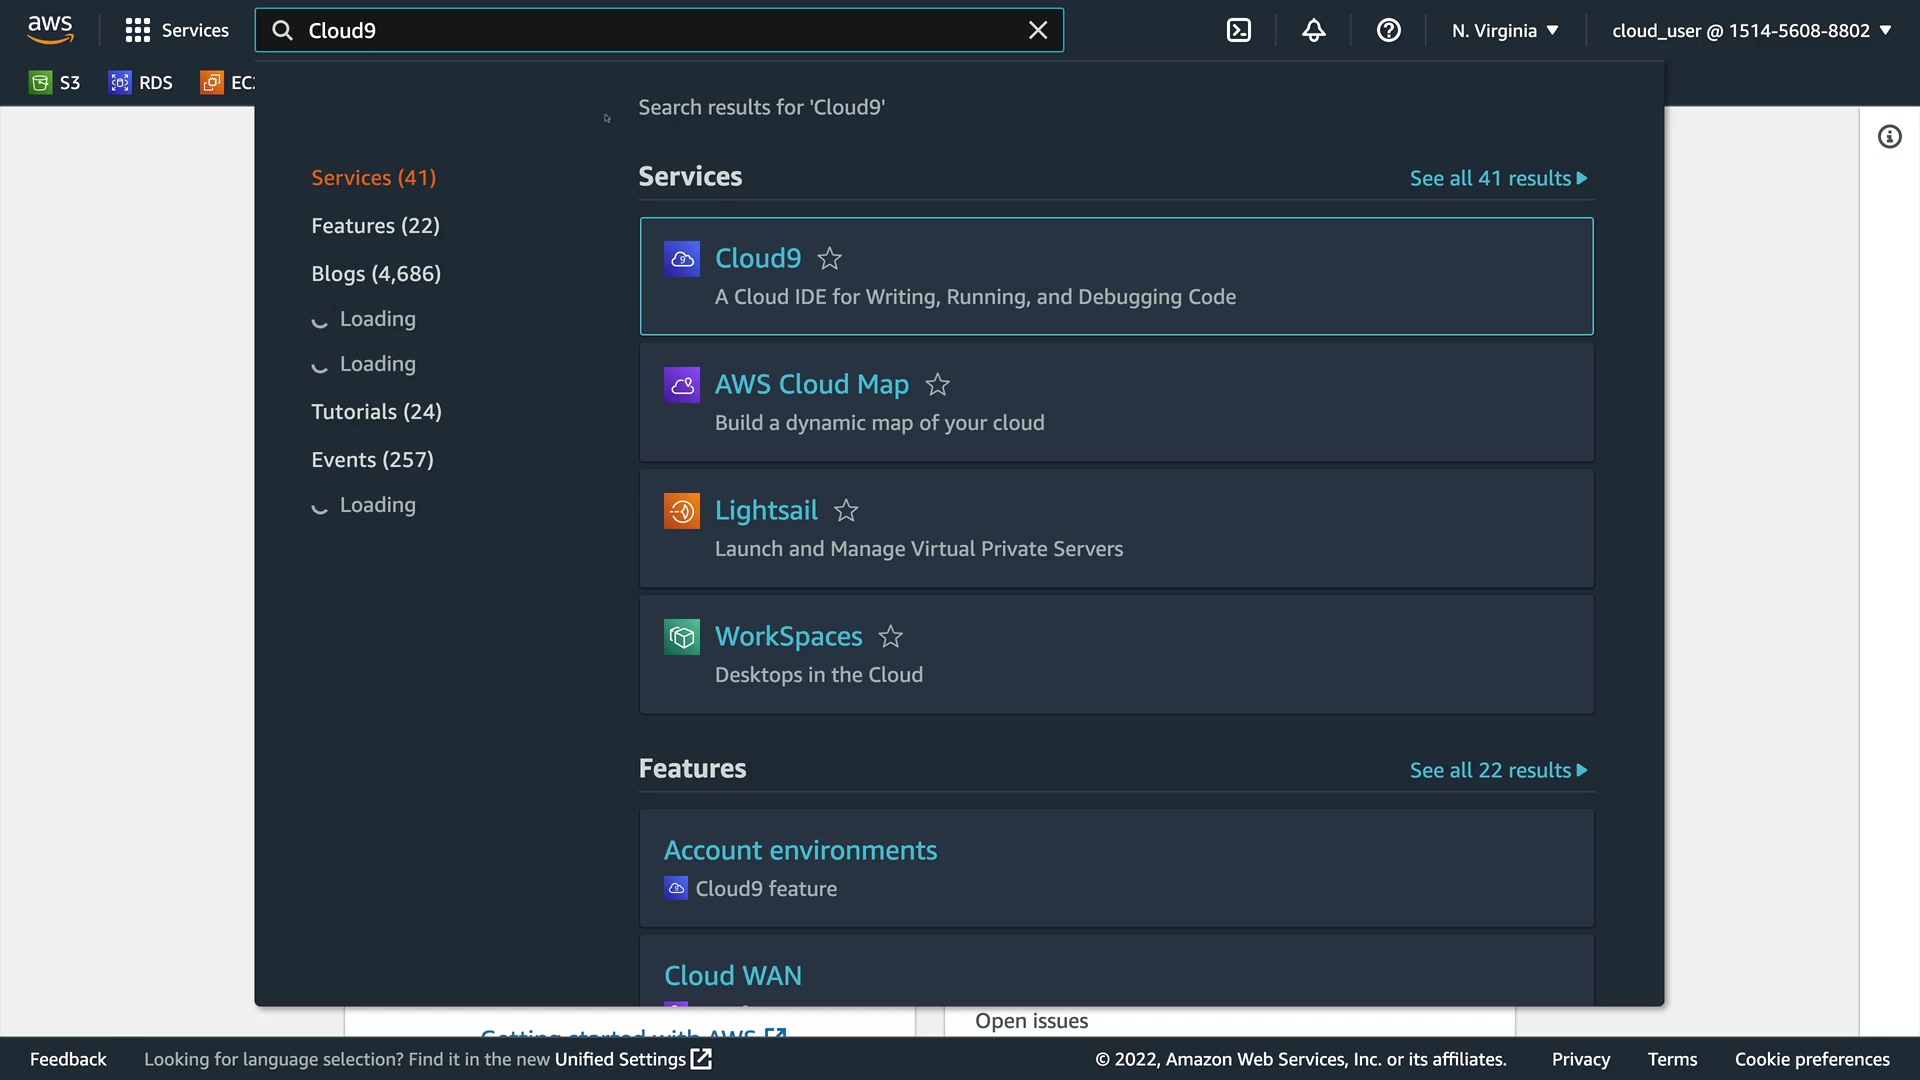 aws
Services
Cloud9
N. Virginia
cloud_user @ 1514-5608-8802
S3
RDS
Search results for 'Cloud9'
Services (41)
Features (22)
Blogs (4,686)
Loading
Loading
Tutorials (24)
Events (257)
Loading
Services
See all 41 results
Cloud9
A Cloud IDE for Writing, Running, and Debugging Code
AWS Cloud Map
Build a dynamic map of your cloud
Lightsail
Launch and Manage Virtual Private Servers
WorkSpaces
Desktops in the Cloud
Features
See all 22 results
Account environments
Cloud9 feature
Cloud WAN
Getting started with AWS
Open issues
Feedback
Looking for language selection? Find it in the new Unified Settings
© 2022, Amazon Web Services, Inc. or its affiliates.
Privacy
Terms
Cookie preferences